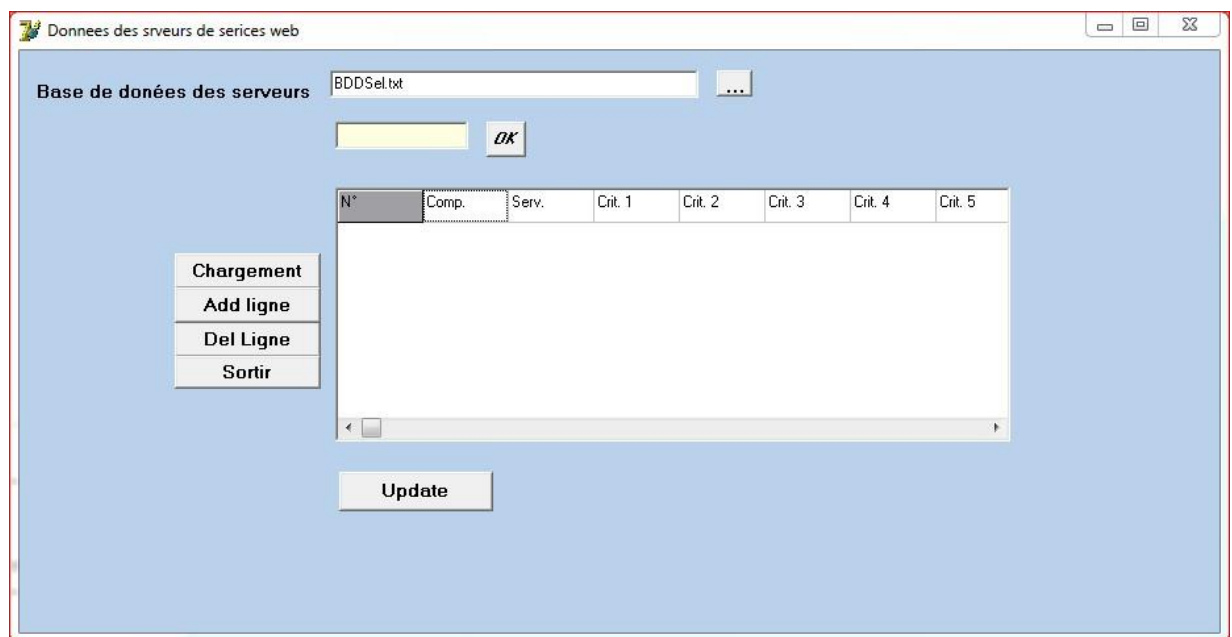 Donnees des srveurs de serices web
Base de donées des serveurs BDDSel.txt ...
OK
N° Comp. Serv. Crit. 1 Crit. 2 Crit. 3 Crit. 4 Crit. 5
Chargement
Add ligne
Del Ligne
Sortir
Update